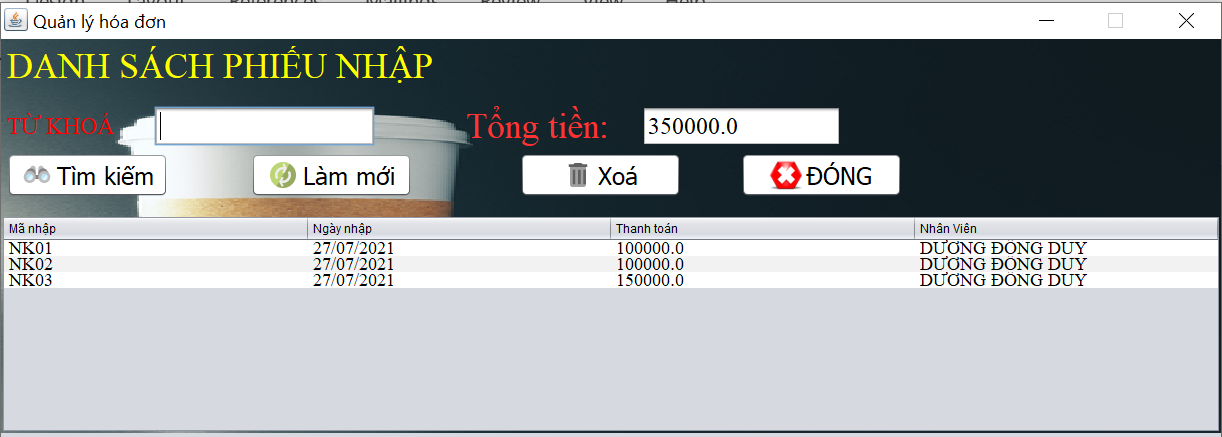 Quản lý hóa đơn
DANH SÁCH PHIẾU NHẬP
TỪ KHOÁ Tổng tiền: 350000.0
Tìm kiếm Làm mới Xoá ĐÓNG
Mã nhập Ngày nhập Thanh toán Nhân Viên
NK01 27/07/2021 100000.0 DƯƠNG ĐÔNG DUY
NK02 27/07/2021 100000.0 DƯƠNG ĐÔNG DUY
NK03 27/07/2021 150000.0 DƯƠNG ĐÔNG DUY